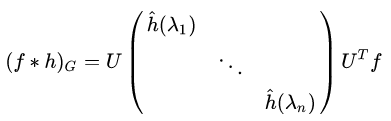 (f ∗ h)_G = U \begin{pmatrix} \hat{h}(\lambda_1) & & \\ & \ddots & \\ & & \hat{h}(\lambda_n) \end{pmatrix} U^T f